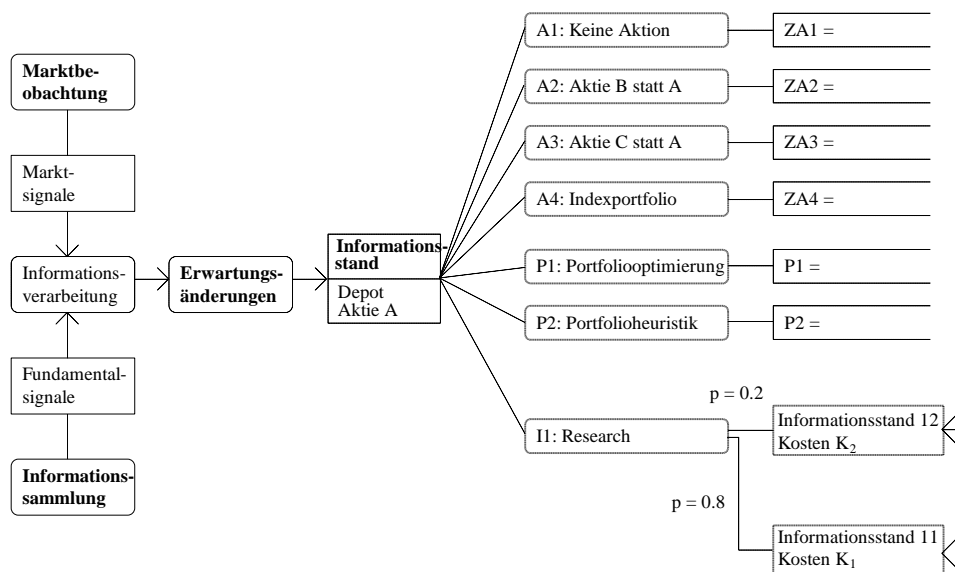 Marktbe-
obachtung
Markt-
signale
Informations-
verarbeitung
Fundamental-
signale
Informations-
sammlung
Erwartungs-
änderungen
Informations-
stand
Depot
Aktie A
A1: Keine Aktion
ZA1 =
A2: Aktie B statt A
ZA2 =
A3: Aktie C statt A
ZA3 =
A4: Indexportfolio
ZA4 =
P1: Portfoliooptimierung
P1 =
P2: Portfolioheuristik
P2 =
I1: Research
p = 0.2
Informationsstand 12
Kosten K₂
p = 0.8
Informationsstand 11
Kosten K₁